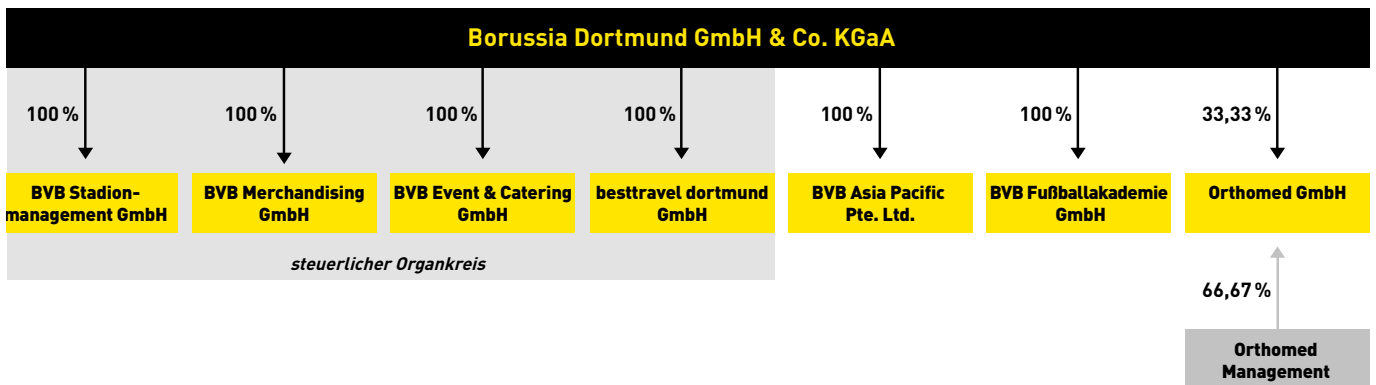 Borussia Dortmund GmbH & Co. KGaA
100 %
100 %
100 %
100 %
100 %
100 %
33,33 %
BVB Stadion-
management GmbH
BVB Merchandising
GmbH
BVB Event & Catering
GmbH
besttravel dortmund
GmbH
BVB Asia Pacific
Pte. Ltd.
BVB Fußballakademie
GmbH
Orthomed GmbH
steuerlicher Organkreis
66,67 %
Orthomed
Management